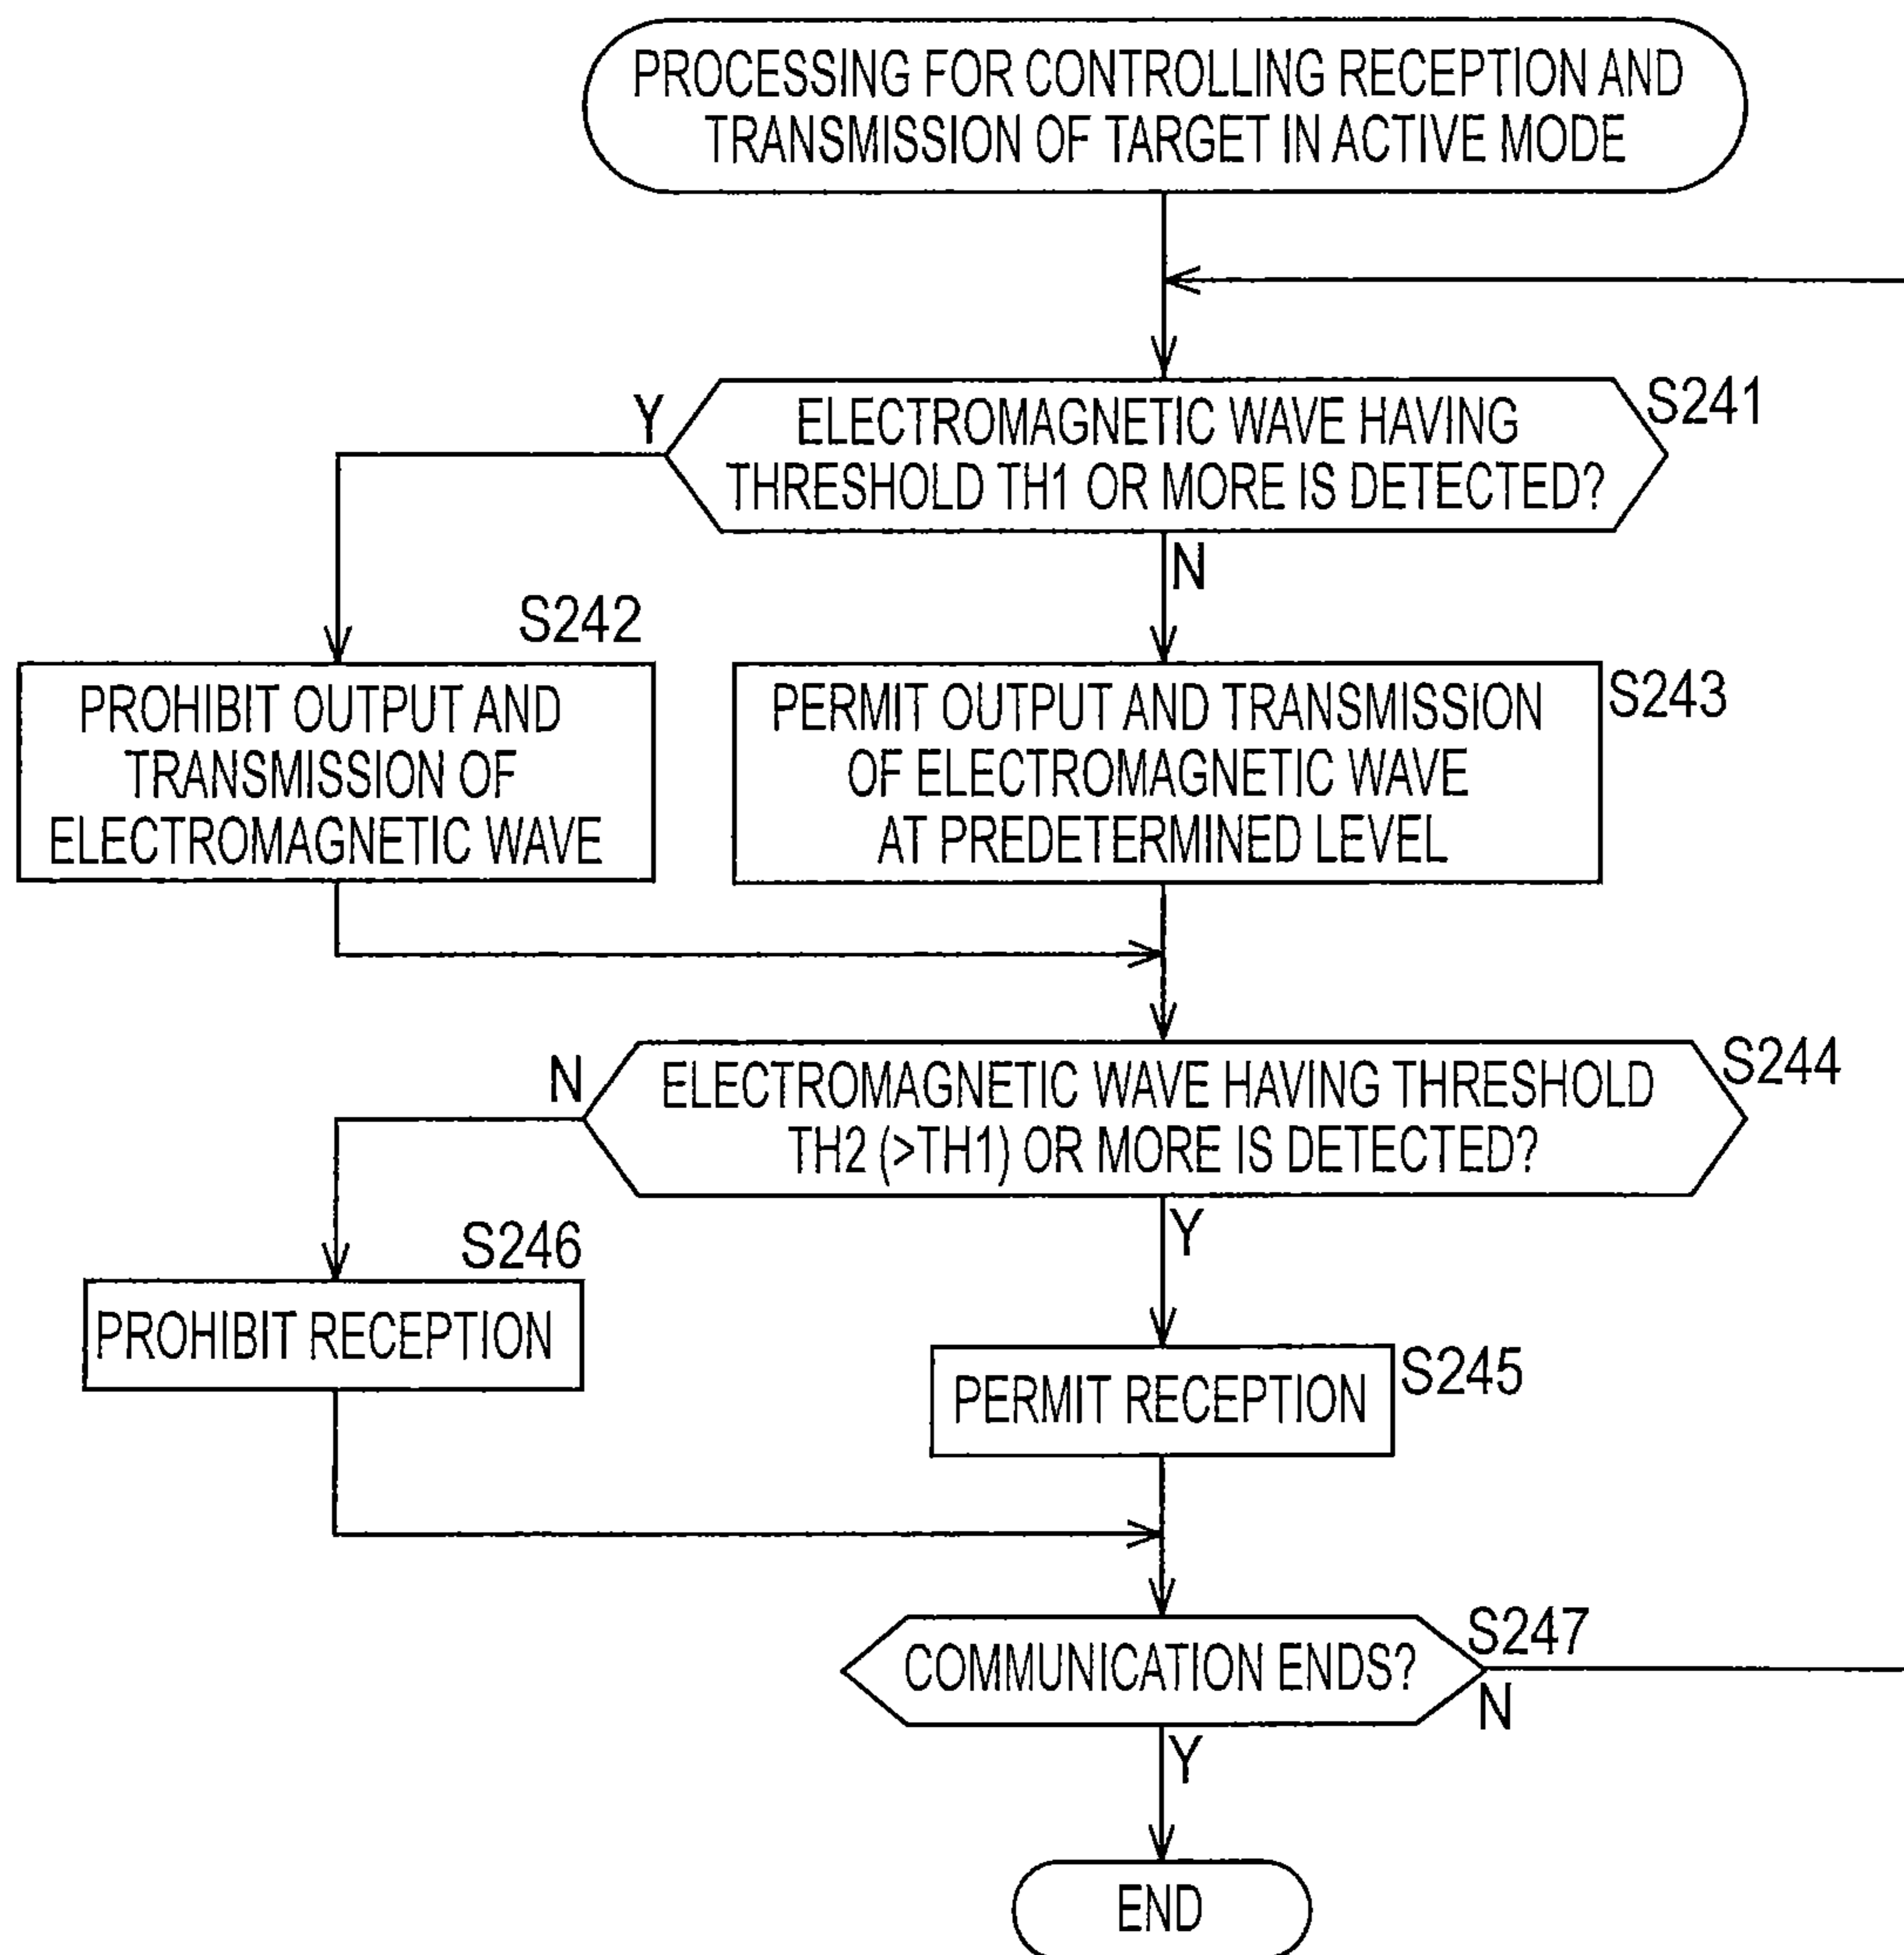 PROCESSING FOR CONTROLLING RECEPTION AND
TRANSMISSION OF TARGET IN ACTIVE MODE
Y
ELECTROMAGNETIC WAVE HAVING
THRESHOLD TH1 OR MORE IS DETECTED?
S241
N
S242
PROHIBIT OUTPUT AND
TRANSMISSION OF
ELECTROMAGNETIC WAVE
PERMIT OUTPUT AND TRANSMISSION
OF ELECTROMAGNETIC WAVE
AT PREDETERMINED LEVEL
S243
N
ELECTROMAGNETIC WAVE HAVING THRESHOLD
TH2 (>TH1) OR MORE IS DETECTED?
S244
Y
S246
PROHIBIT RECEPTION
PERMIT RECEPTION
S245
COMMUNICATION ENDS?
S247
N
Y
END